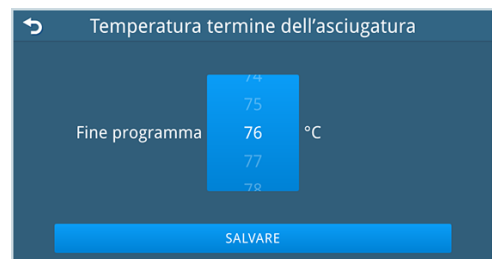 Temperatura termine dell'asciugatura
74
75
Fine programma 76 °C
77
78
SALVARE